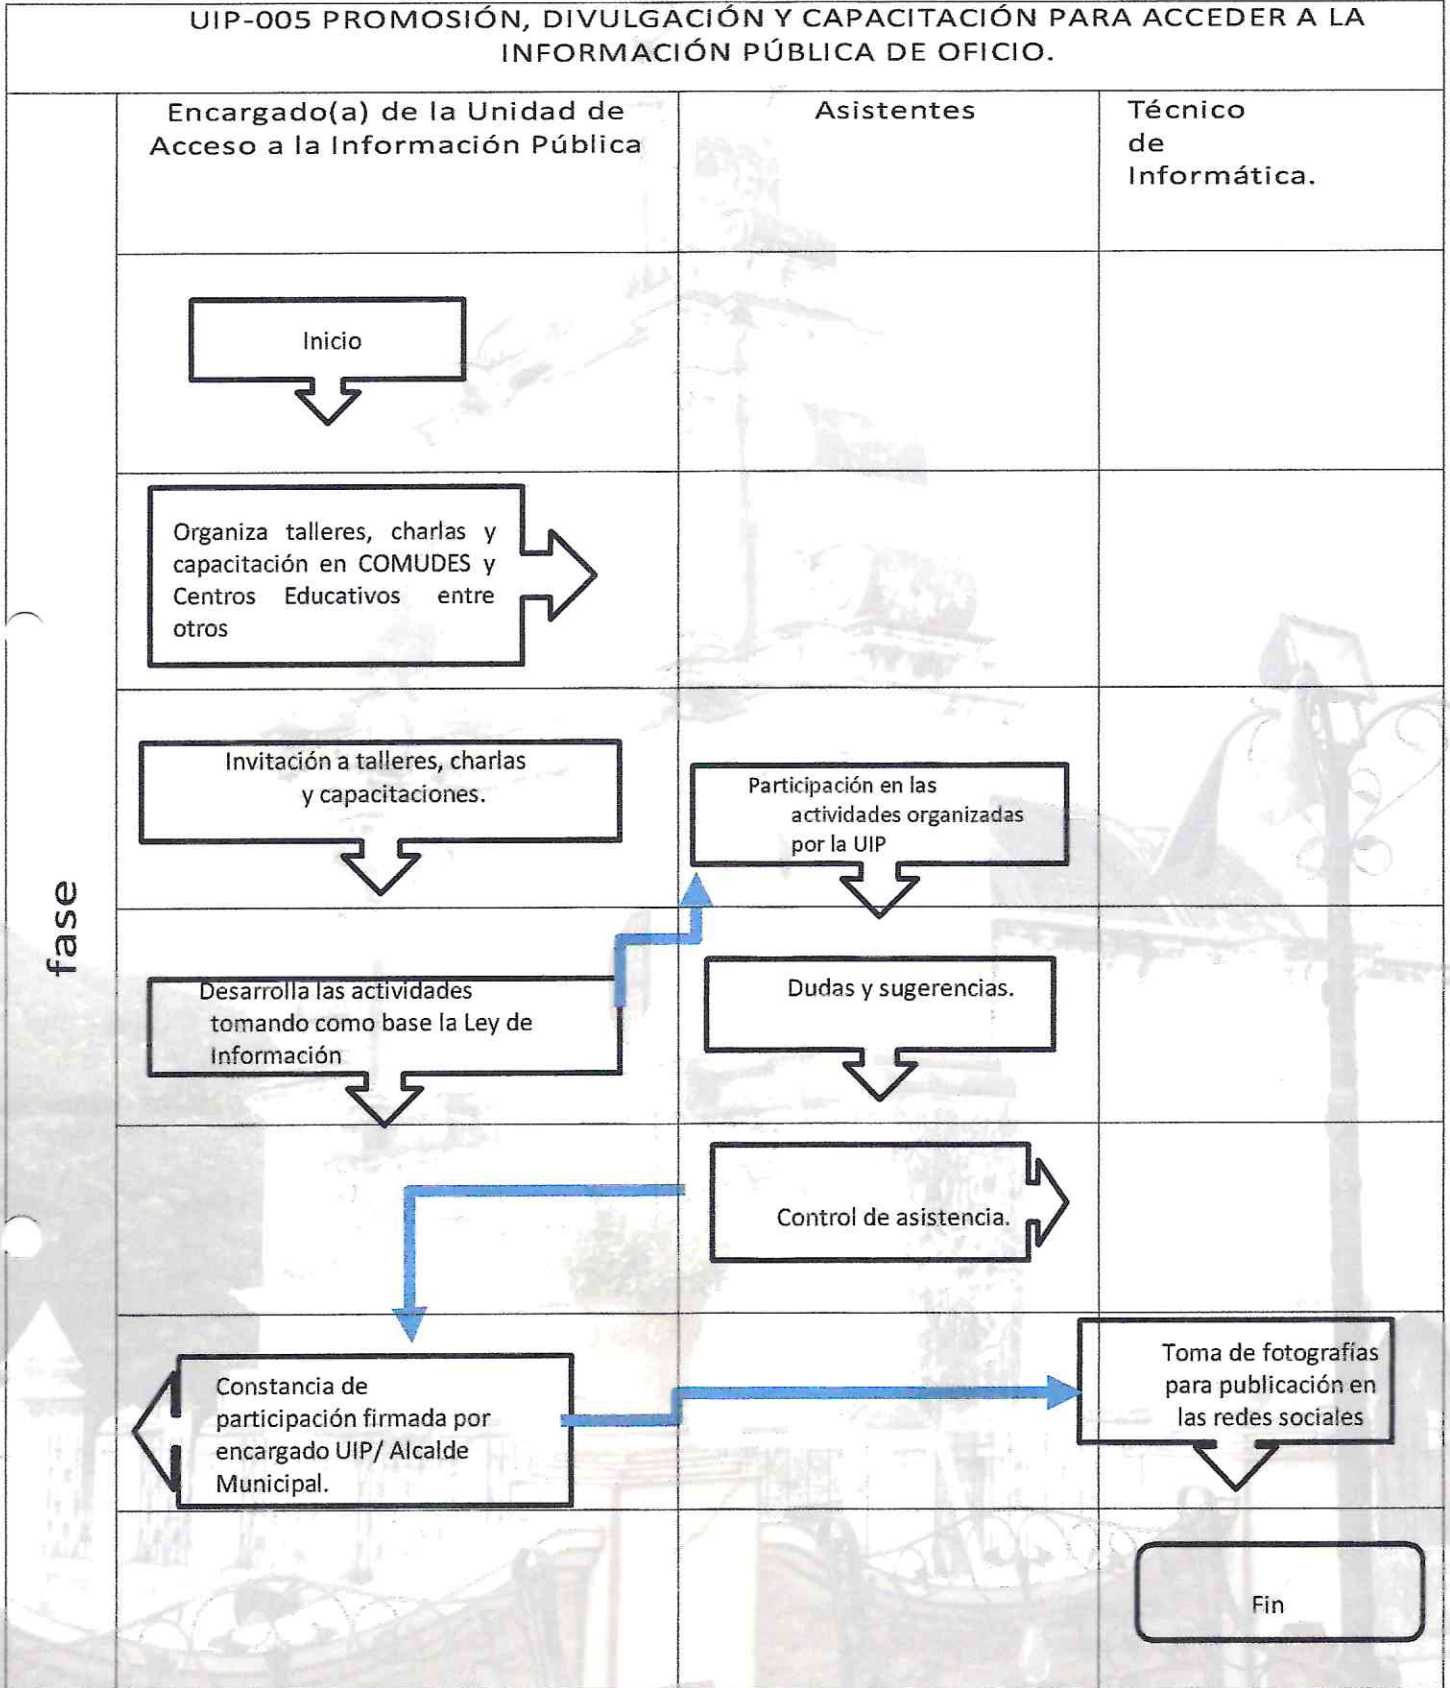 UIP-005 PROMOSIÓN, DIVULGACIÓN Y CAPACITACIÓN PARA ACCEDER A LA
INFORMACIÓN PÚBLICA DE OFICIO.
Encargado(a) de la Unidad de
Acceso a la Información Pública
Asistentes
Técnico
de
Informática.
fase
Inicio
Organiza talleres, charlas y
capacitación en COMUDES y
Centros Educativos entre
otros
Invitación a talleres, charlas
y capacitaciones.
Participación en las
actividades organizadas
por la UIP
Desarrolla las actividades
tomando como base la Ley de
Información
Dudas y sugerencias.
Control de asistencia.
Constancia de
participación firmada por
encargado UIP/ Alcalde
Municipal.
Toma de fotografías
para publicación en
las redes sociales
Fin